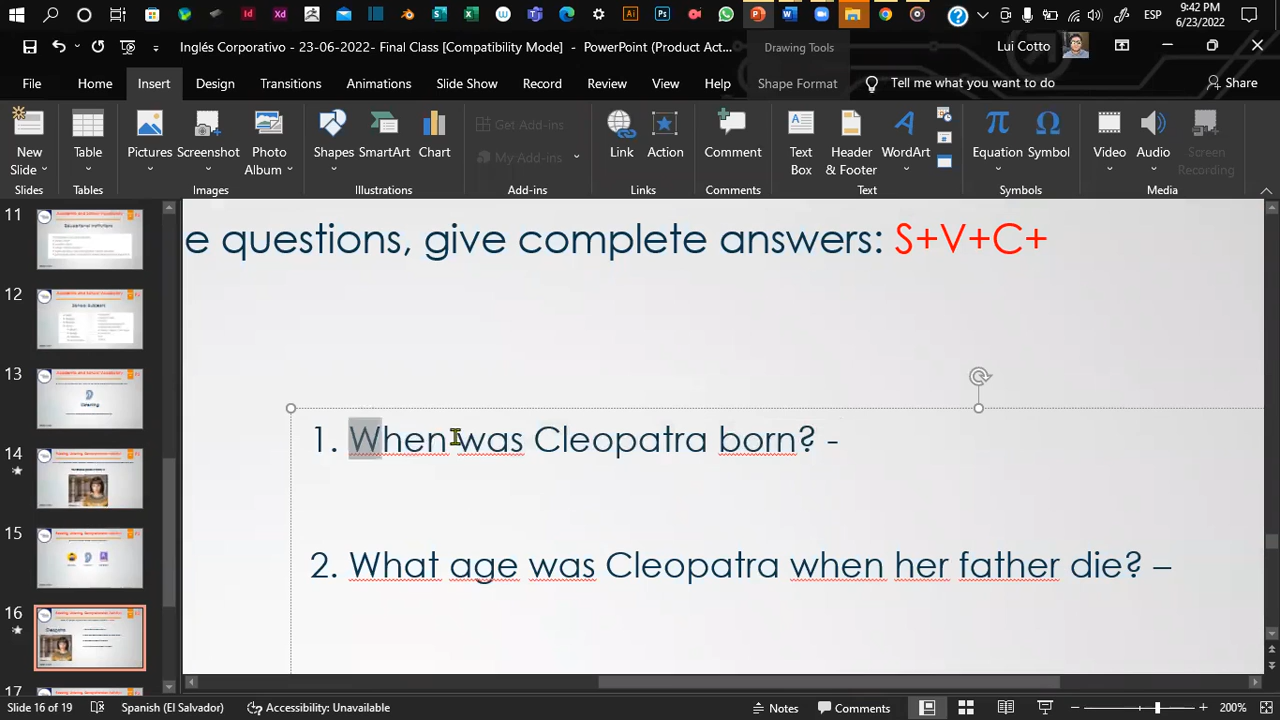 9:42 PM
ESP
6/23/2022
Inglés Corporativo - 23-06-2022- Final Class [Compatibility Mode] - PowerPoint (Product Act...
Drawing Tools
Lui Cotto
File Home Insert Design Slide Show Transitions Animations Record Review View Help Shape Format Tell me what you want to do Share
New Slide
Table
Pictures
Screenshot
Photo Album
Shapes
SmartArt
Chart
Get Add-ins
My Add-ins
Link
Action
Comment
Text Box
Header & Footer
WordArt
Equation
Symbol
Video
Audio
Screen Recording
Slides Tables Images Illustrations Add-ins Links Comments Text Symbols Media
11
12
13
14
15
16
17
e questions, give complete answers: S+V+C+
1. When was Cleopatra born? -
2. What age was Cleopatra when her father die? –
Slide 16 of 19
Spanish (El Salvador)
Accessibility: Unavailable
Notes
Comments
200%